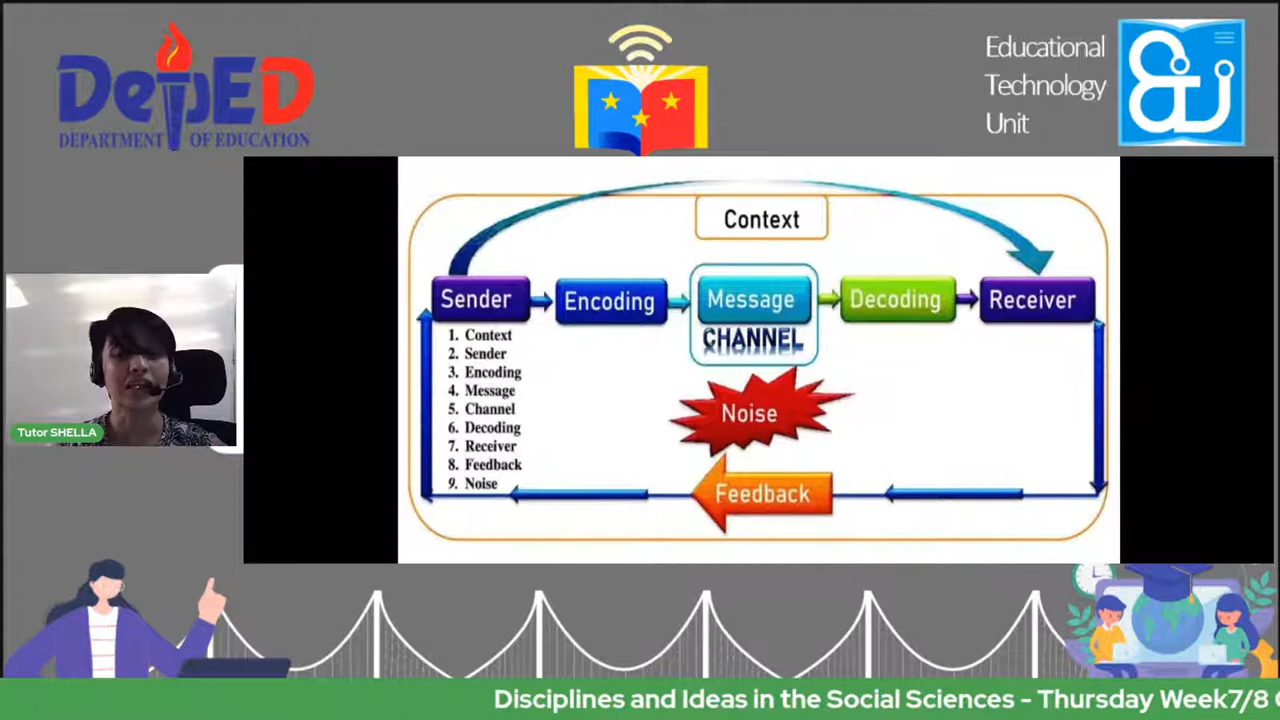 DepED
DEPARTMENT OF EDUCATION
Educational
Technology
Unit
Context
Sender
Encoding
Message
CHANNEL
Decoding
Receiver
1. Context
2. Sender
3. Encoding
4. Message
5. Channel
6. Decoding
7. Receiver
8. Feedback
9. Noise
Noise
Feedback
Tutor SHELLA
Disciplines and Ideas in the Social Sciences - Thursday Week7/8